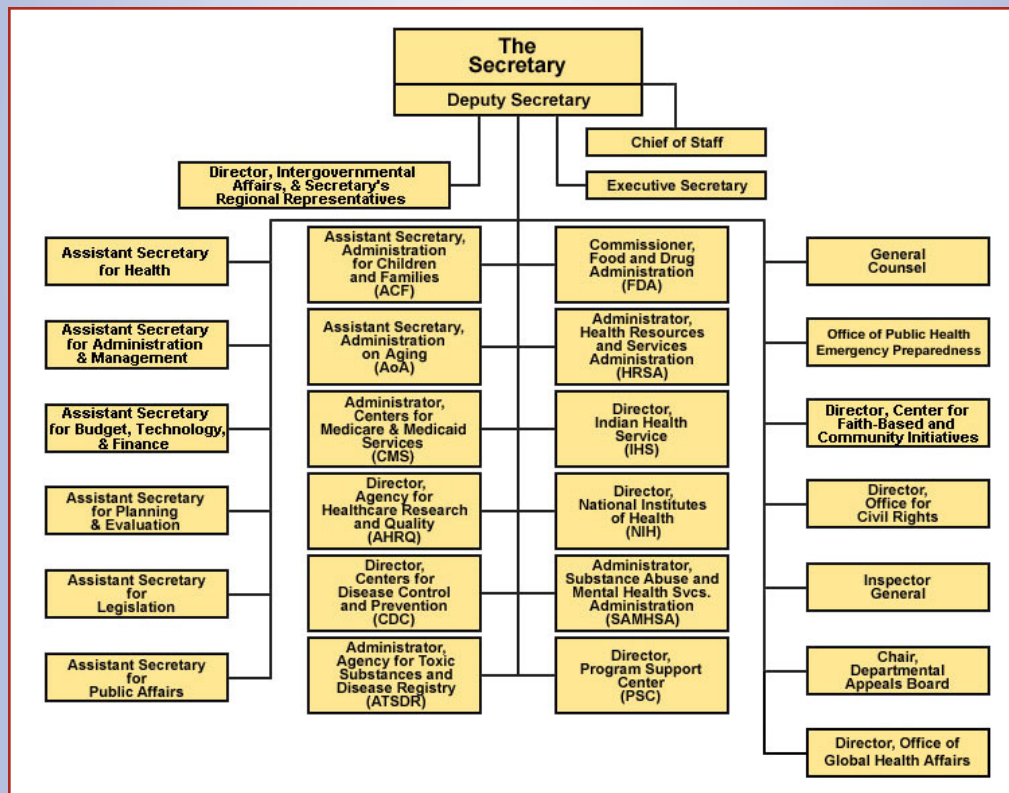 The
Secretary
Deputy Secretary
Chief of Staff
Director, Intergovernmental
Affairs, & Secretary's
Regional Representatives
Executive Secretary
Assistant Secretary
for Health
Assistant Secretary
for Administration
& Management
Assistant Secretary
for Budget, Technology,
& Finance
Assistant Secretary
for Planning
& Evaluation
Assistant Secretary
for
Legislation
Assistant Secretary
for
Public Affairs
Assistant Secretary,
Administration
for Children
and Families
(ACF)
Assistant Secretary,
Administration
on Aging
(AoA)
Administrator,
Centers for
Medicare & Medicaid
Services
(CMS)
Director,
Agency for
Healthcare Research
and Quality
(AHRQ)
Director,
Centers for
Disease Control
and Prevention
(CDC)
Administrator,
Agency for Toxic
Substances and
Disease Registry
(ATSDR)
Commissioner,
Food and Drug
Administration
(FDA)
Administrator,
Health Resources
and Services
Administration
(HRSA)
Director,
Indian Health
Service
(IHS)
Director,
National Institutes
of Health
(NIH)
Administrator,
Substance Abuse and
Mental Health Svcs.
Administration
(SAMHSA)
Director,
Program Support
Center
(PSC)
General
Counsel
Office of Public Health
Emergency Preparedness
Director, Center for
Faith-Based and
Community Initiatives
Director,
Office for
Civil Rights
Inspector
General
Chair,
Departmental
Appeals Board
Director, Office of
Global Health Affairs